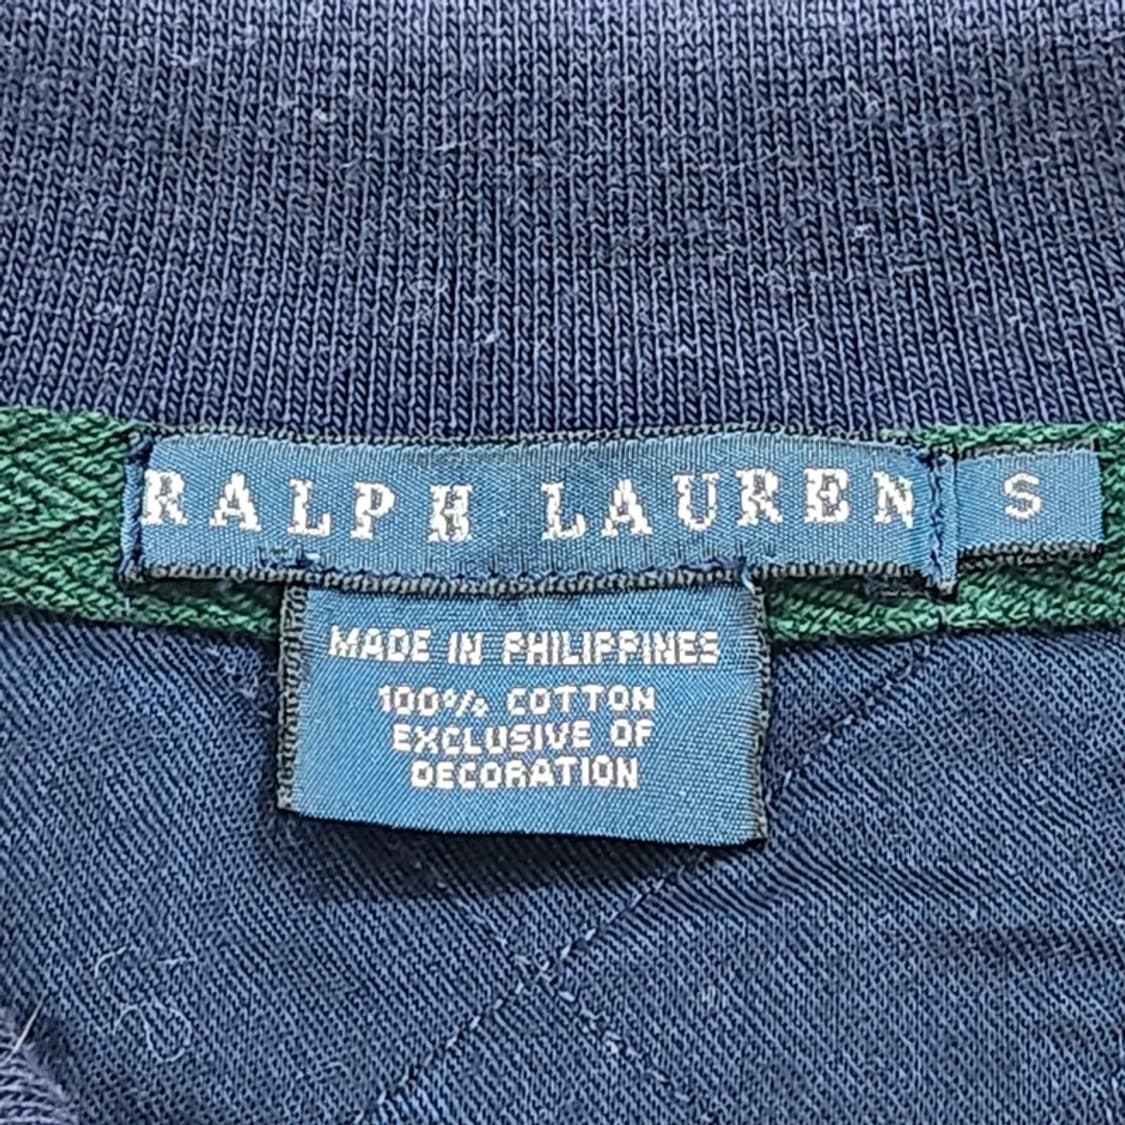 RALPH LAUREN S
MADE IN PHILIPPINES
100% COTTON
EXCLUSIVE OF
DECORATION